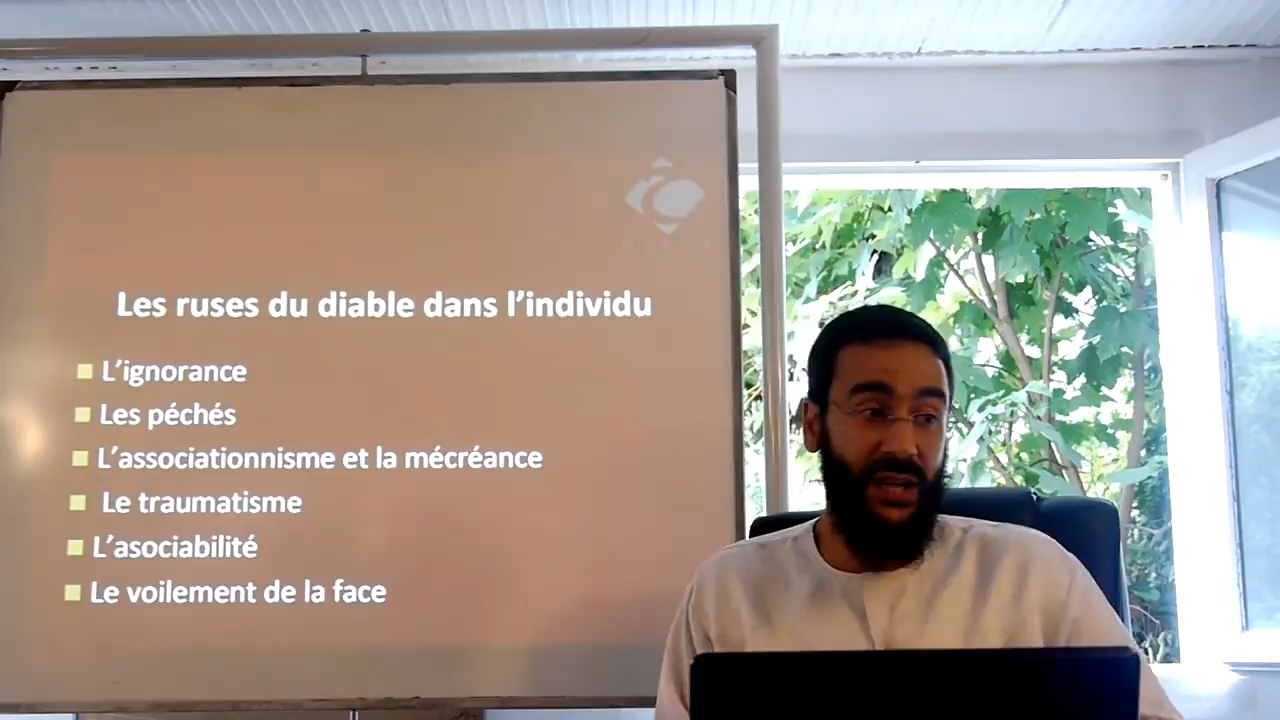 Les ruses du diable dans l’individu
L’ignorance
Les péchés
L’associationnisme et la mécréance
Le traumatisme
L’asociabilité
Le voilement de la face